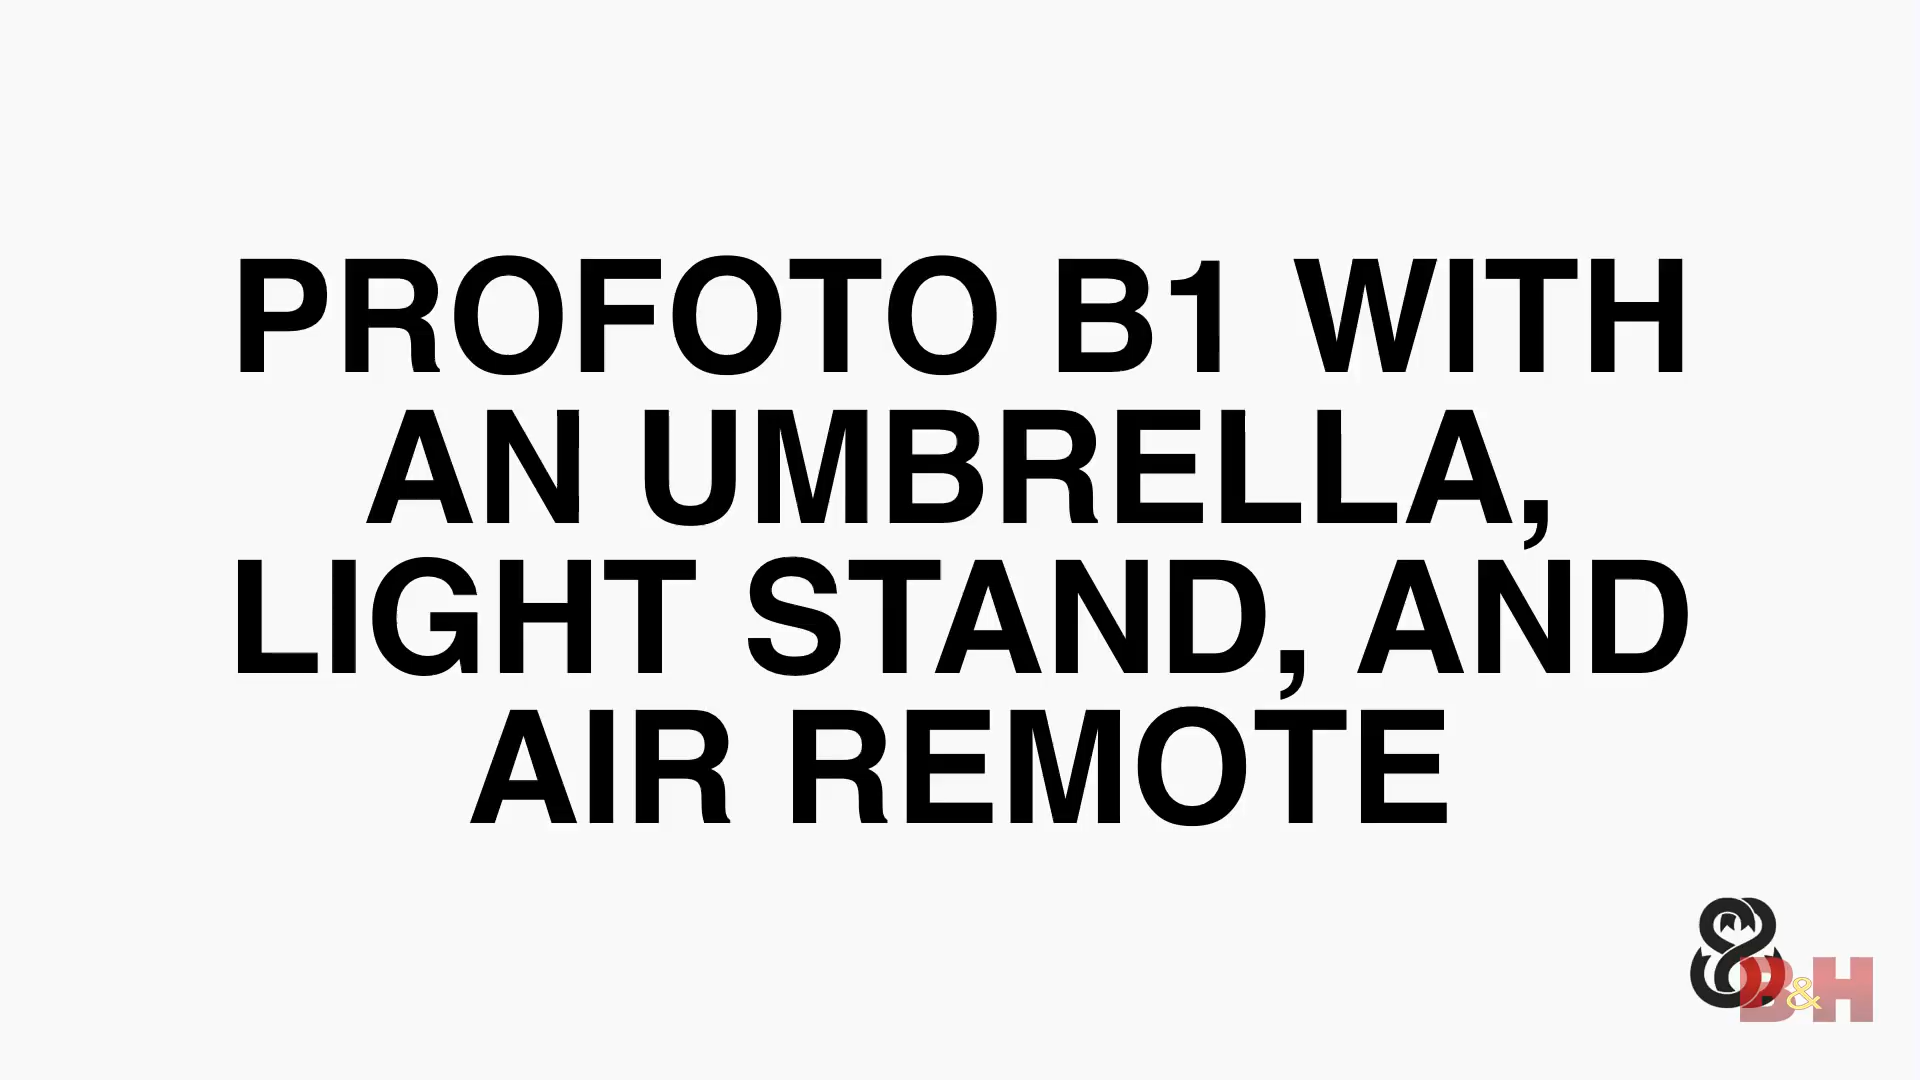 PROFOTO B1 WITH
AN UMBRELLA,
LIGHT STAND, AND
AIR REMOTE
B&H